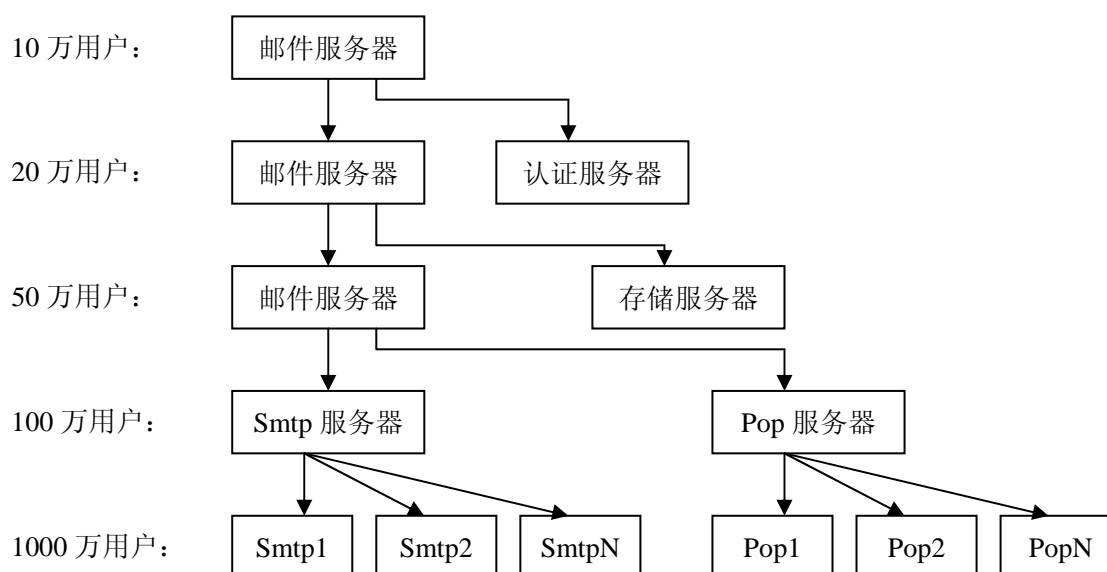 10 万用户： 邮件服务器
20 万用户： 邮件服务器 认证服务器
50 万用户： 邮件服务器 存储服务器
100 万用户： Smtp 服务器 Pop 服务器
1000 万用户： Smtp1 Smtp2 SmtpN Pop1 Pop2 PopN